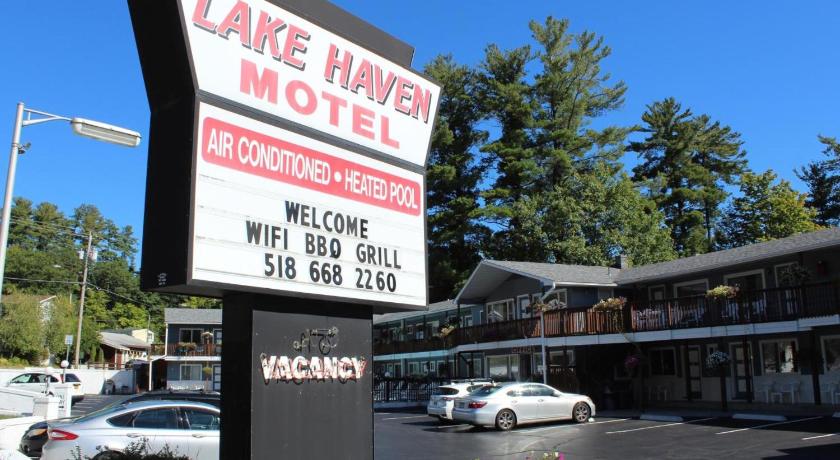 LAKE HAVEN
MOTEL
AIR CONDITIONED • HEATED POOL
WELCOME
WIFI BBQ GRILL
518 668 2260
VACANCY